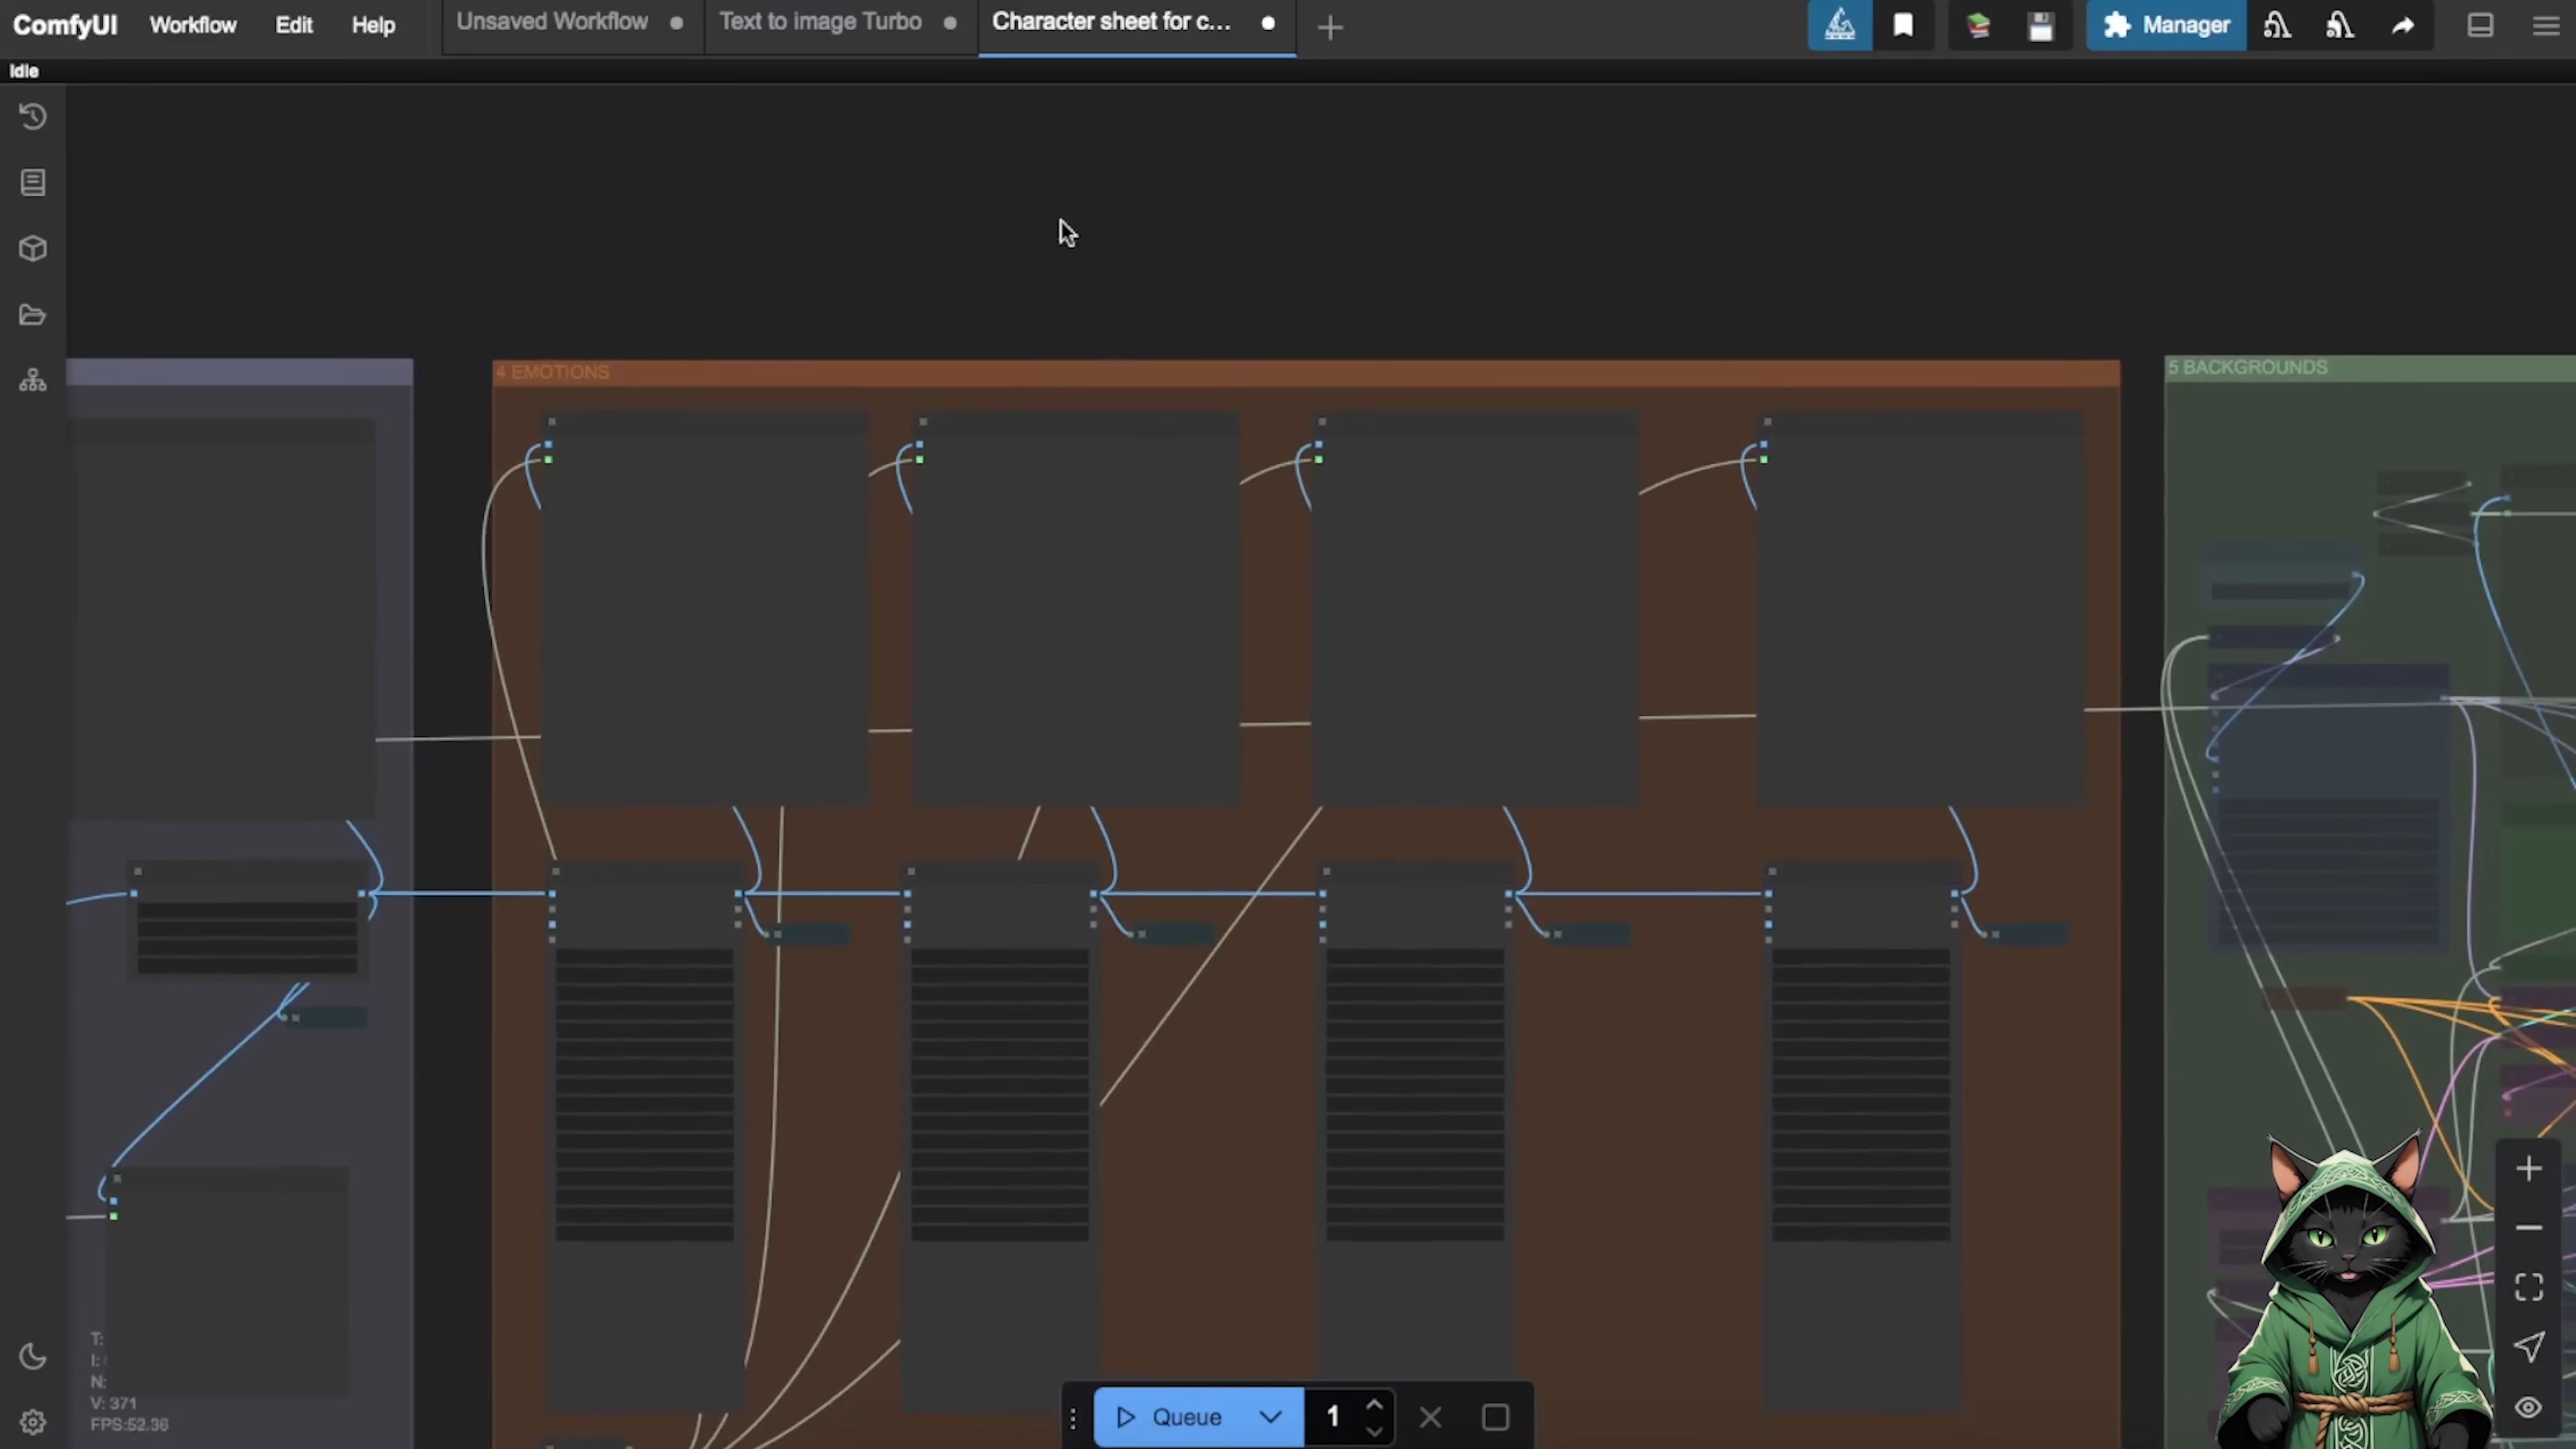 ComfyUI Workflow Edit Help Unsaved Workflow Text to image Turbo Character sheet for c... Manager
Idle
4 EMOTIONS
5 BACKGROUNDS
T:
I:
N:
V: 371
FPS:52.36
Queue 1